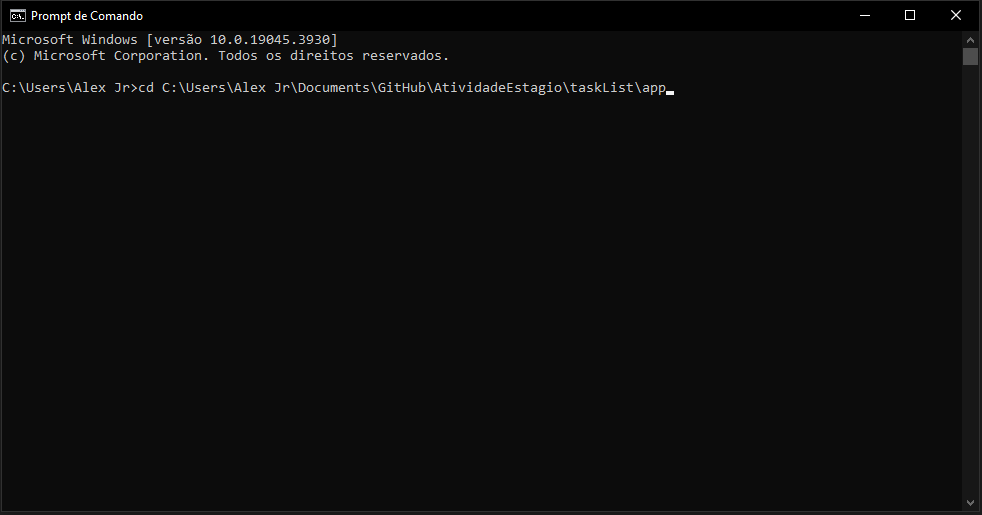 Prompt de Comando
Microsoft Windows [versão 10.0.19045.3930]
(c) Microsoft Corporation. Todos os direitos reservados.
C:\Users\Alex Jr>cd C:\Users\Alex Jr\Documents\GitHub\AtividadeEstagio\taskList\app